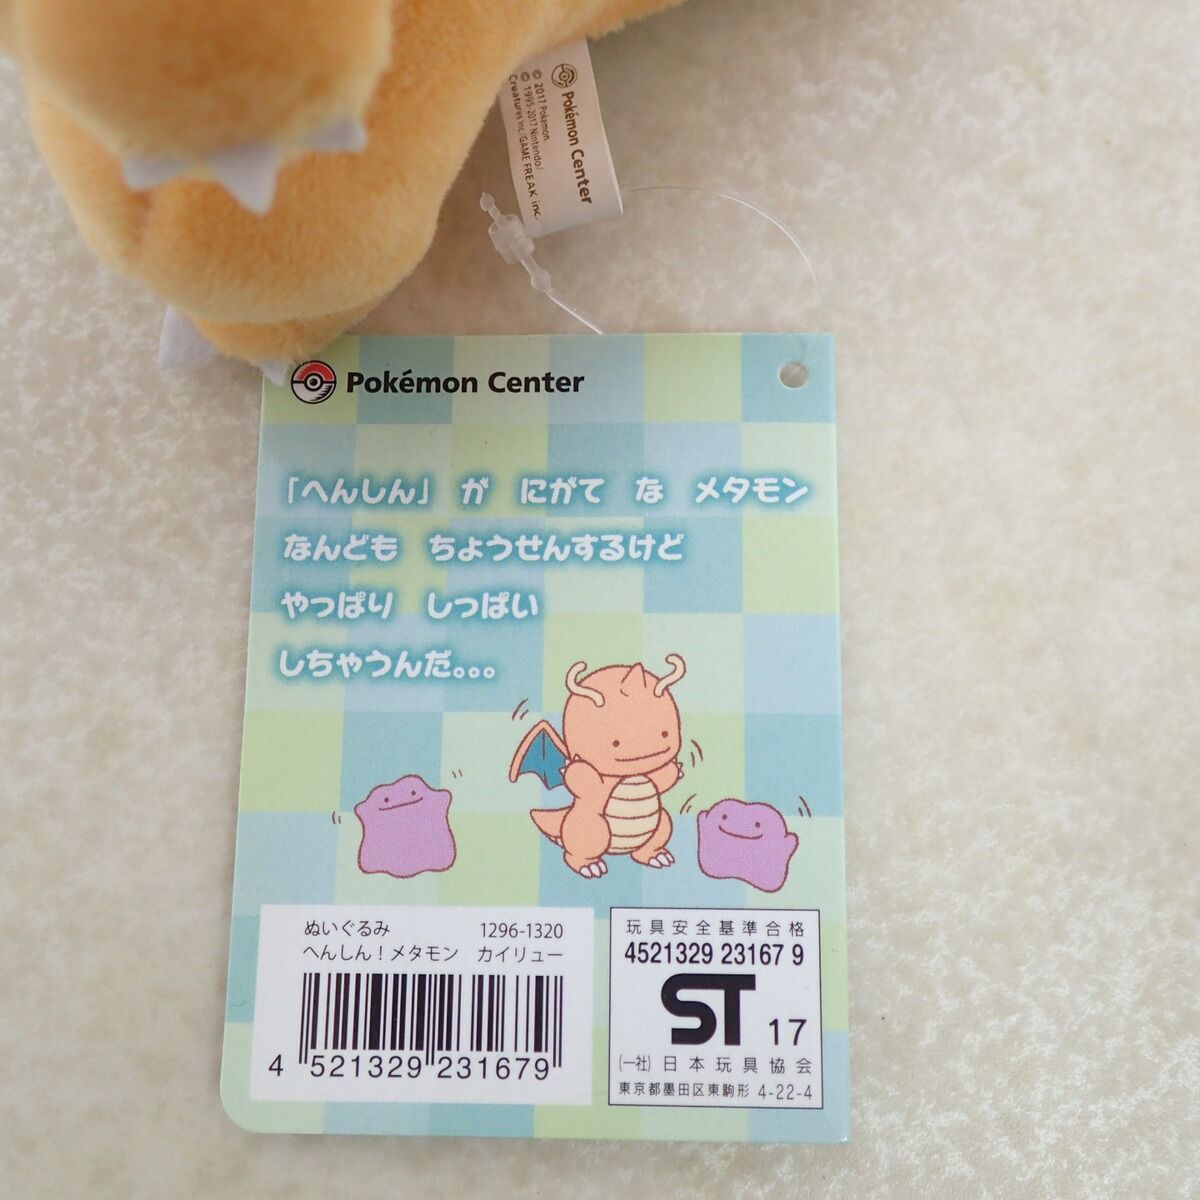 Pokémon Center
© 2017 Pokémon.
© 1995-2017 Nintendo/
Creatures Inc./GAME FREAK inc.
Pokémon Center
「へんしん」 が にがて な メタモン
なんども ちょうせんするけど
やっぱり しっぱい
しちゃうんだ。。。
ぬいぐるみ 1296-1320
へんしん！メタモン カイリュー
4 521329 231679
玩具安全基準合格
4521329 23167 9
ST 17
(一社) 日本玩具協会
東京都墨田区東駒形 4-22-4